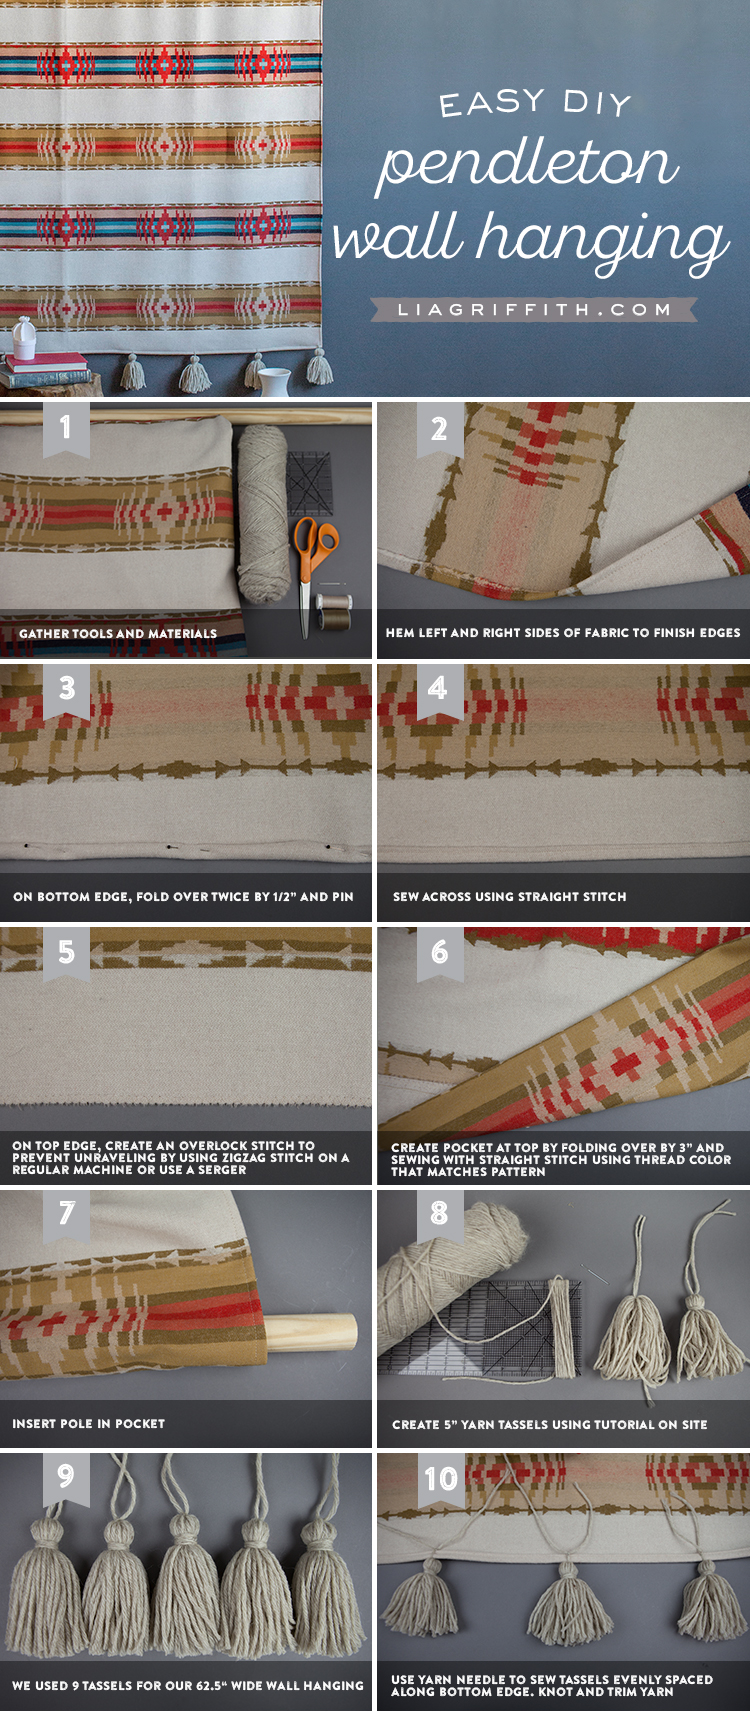 EASY DIY
pendleton
wall hanging
LIAGRIFFITH.COM
1
GATHER TOOLS AND MATERIALS
2
HEM LEFT AND RIGHT SIDES OF FABRIC TO FINISH EDGES
3
ON BOTTOM EDGE, FOLD OVER TWICE BY 1/2” AND PIN
4
SEW ACROSS USING STRAIGHT STITCH
5
ON TOP EDGE, CREATE AN OVERLOCK STITCH TO
PREVENT UNRAVELING BY USING ZIGZAG STITCH ON A
REGULAR MACHINE OR USE A SERGER
6
CREATE POCKET AT TOP BY FOLDING OVER BY 3” AND
SEWING WITH STRAIGHT STITCH USING THREAD COLOR
THAT MATCHES PATTERN
7
INSERT POLE IN POCKET
8
CREATE 5” YARN TASSELS USING TUTORIAL ON SITE
9
WE USED 9 TASSELS FOR OUR 62.5“ WIDE WALL HANGING
10
USE YARN NEEDLE TO SEW TASSELS EVENLY SPACED
ALONG BOTTOM EDGE. KNOT AND TRIM YARN